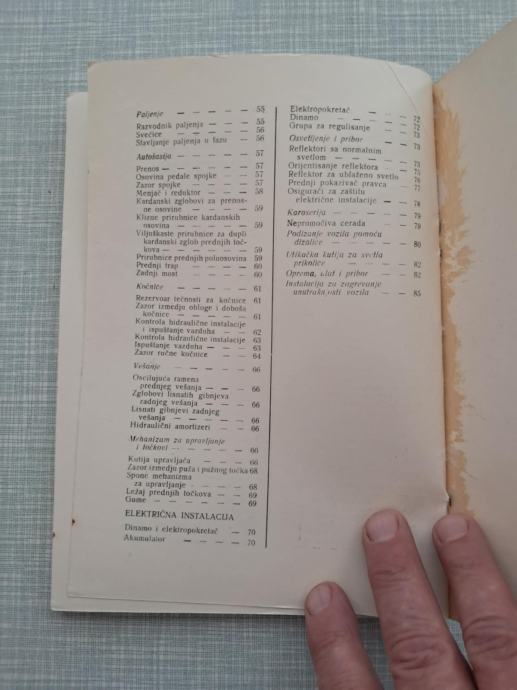 Paljenje — — — — — 55
Razvodnik paljenja — — — 55
Svećice — — — — — 56
Stavljanje paljenja u fazu — — 56
Autošasija — — — — 57
Prenos — — — — — 57
Osovina pedale spojke — — — 57
Zazor spojke — — — — 57
Menjač i reduktor — — — 58
Kardanski zglobovi za prenos-
ne osovine — — — — 59
Klizne prirubnice kardanskih
osovina — — — — — 59
Viljuškaste prirubnice za dupli
kardanski zglob prednjih toč-
kova — — — — — 59
Prirubnice prednjih poluosovina 59
Prednji trap — — — — 60
Zadnji most — — — — 60
Kočnice — — — — — 61
Rezervoar tečnosti za kočnice 61
Zazor izmedju obloge i doboša
kočnice — — — — — 61
Kontrola hidraulične instalacije
i ispuštanje vazduha — — — 62
Kontrola hidraulične instalacije 63
Ispuštanje vazduha — — — 63
Zazor ručne kočnice — — — 64
Vešanje — — — — — 66
Oscilujuća ramena
prednjeg vešanja — — — 66
Zglobovi lisnatih gibnjeva
zadnjeg vešanja — — — — 66
Lisnati gibnjevi zadnjeg
vešanja — — — — — 66
Hidraulični amortizeri — — 66
Mehanizam za upravljanje
i točkovi — — — — — 66
Kutija upravljača — — — 66
Zazor izmedju puža i pužnog točka 68
Spone mehanizma
za upravljanje — — — — 68
Ležaj prednjih točkova — — 69
Gume — — — — — 69
ELEKTRIČNA INSTALACIJA
Dinamo i elektropokretač — 70
Akumulator — — — — 70
Elektropokretač — — —
Dinamo — — — — — 72
Grupa za regulisanje — — 73
Osvetljenje i pribor — — 73
Reflektori sa normalnim
svetlom — — — — —
Orijentisanje reflektora — — 75
Reflektor za ublaženo svetlo 76
Prednji pokazivač pravca — 77
Osigurači za zaštitu
električne instalacije — — 78
Karoserija — — — — 79
Nepromočiva cerada — — 79
Podizanje vozila pomoću
dizalice — — — — — 80
Utikačka kutija za svetla
prikolice — — — — — 82
Oprema, alat i pribor — — 82
Instalacija za zagrevanje
unutrašnjosti vozila — — 85